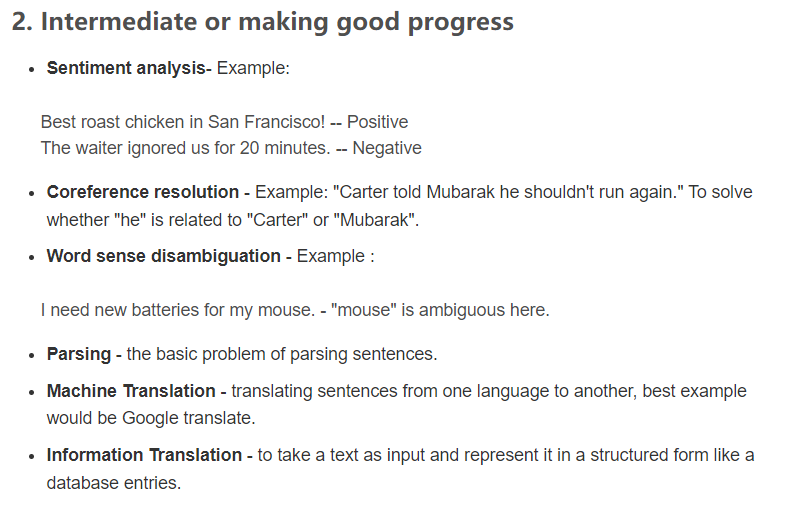 2. Intermediate or making good progress
• Sentiment analysis- Example:
Best roast chicken in San Francisco! -- Positive
The waiter ignored us for 20 minutes. -- Negative
• Coreference resolution - Example: "Carter told Mubarak he shouldn't run again." To solve
whether "he" is related to "Carter" or "Mubarak".
• Word sense disambiguation - Example :
I need new batteries for my mouse. - "mouse" is ambiguous here.
• Parsing - the basic problem of parsing sentences.
• Machine Translation - translating sentences from one language to another, best example
would be Google translate.
• Information Translation - to take a text as input and represent it in a structured form like a
database entries.